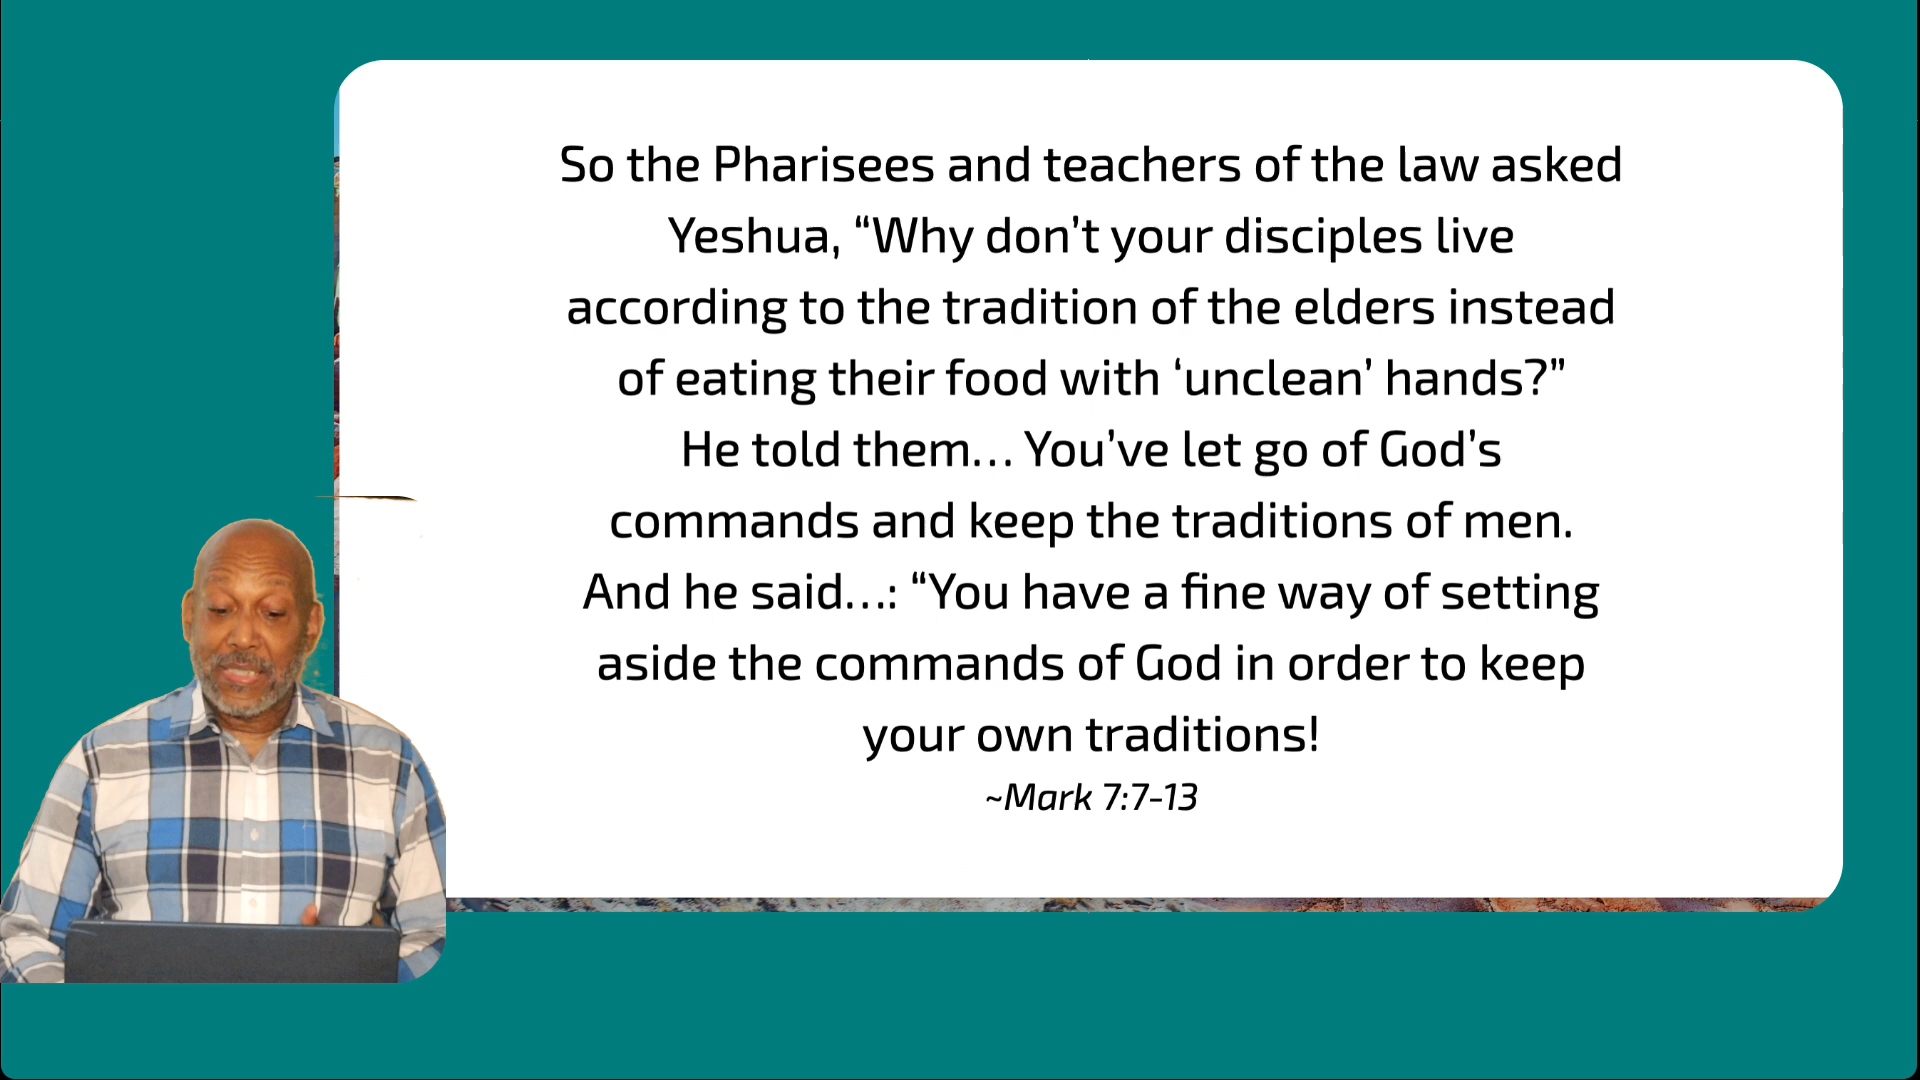 So the Pharisees and teachers of the law asked
Yeshua, “Why don’t your disciples live
according to the tradition of the elders instead
of eating their food with ‘unclean’ hands?”
He told them… You’ve let go of God’s
commands and keep the traditions of men.
And he said…: “You have a fine way of setting
aside the commands of God in order to keep
your own traditions!
~Mark 7:7-13